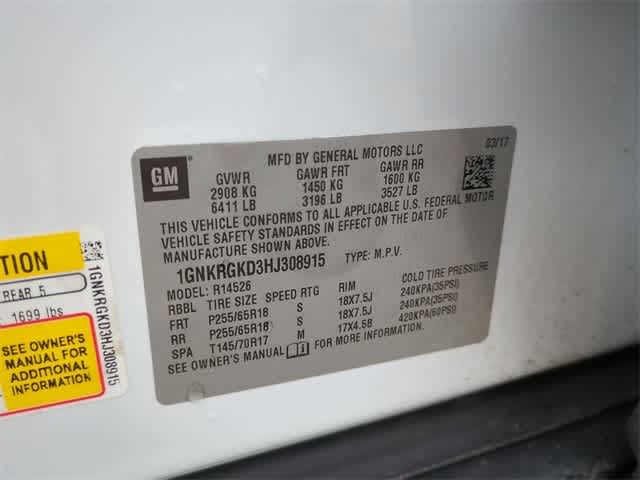 GM
MFD BY GENERAL MOTORS LLC
03/17
GVWR GAWR FRT GAWR RR
2908 KG 1450 KG 1600 KG
6411 LB 3196 LB 3527 LB
THIS VEHICLE CONFORMS TO ALL APPLICABLE U.S. FEDERAL MOTOR
VEHICLE SAFETY STANDARDS IN EFFECT ON THE DATE OF
MANUFACTURE SHOWN ABOVE.
1GNKRGKD3HJ308915 TYPE: M.P.V.
MODEL: R14526
RBBL TIRE SIZE SPEED RTG RIM COLD TIRE PRESSURE
FRT P255/65R18 S 18X7.5J 240KPA(35PSI)
RR P255/65R18 S 18X7.5J 240KPA(35PSI)
SPA T145/70R17 M 17X4.5B 420KPA(60PSI)
SEE OWNER'S MANUAL FOR MORE INFORMATION.
TION
REAR 5
1699 lbs
SEE OWNER'S
MANUAL FOR
ADDITIONAL
INFORMATION
1GNKRGKD3HJ308915